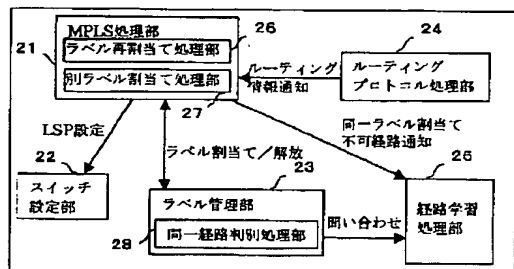 MPLS処理部
26
21
ラベル再割当て処理部
24
別ラベル割当て処理部
ルーティング
情報通知
ルーティング
プロトコル処理部
27
LSP設定
22
ラベル割当て/解放
同一ラベル割当て
不可経路通知
23
25
スイッチ
設定部
ラベル管理部
28
同一経路判別処理部
問い合わせ
経路学習
処理部